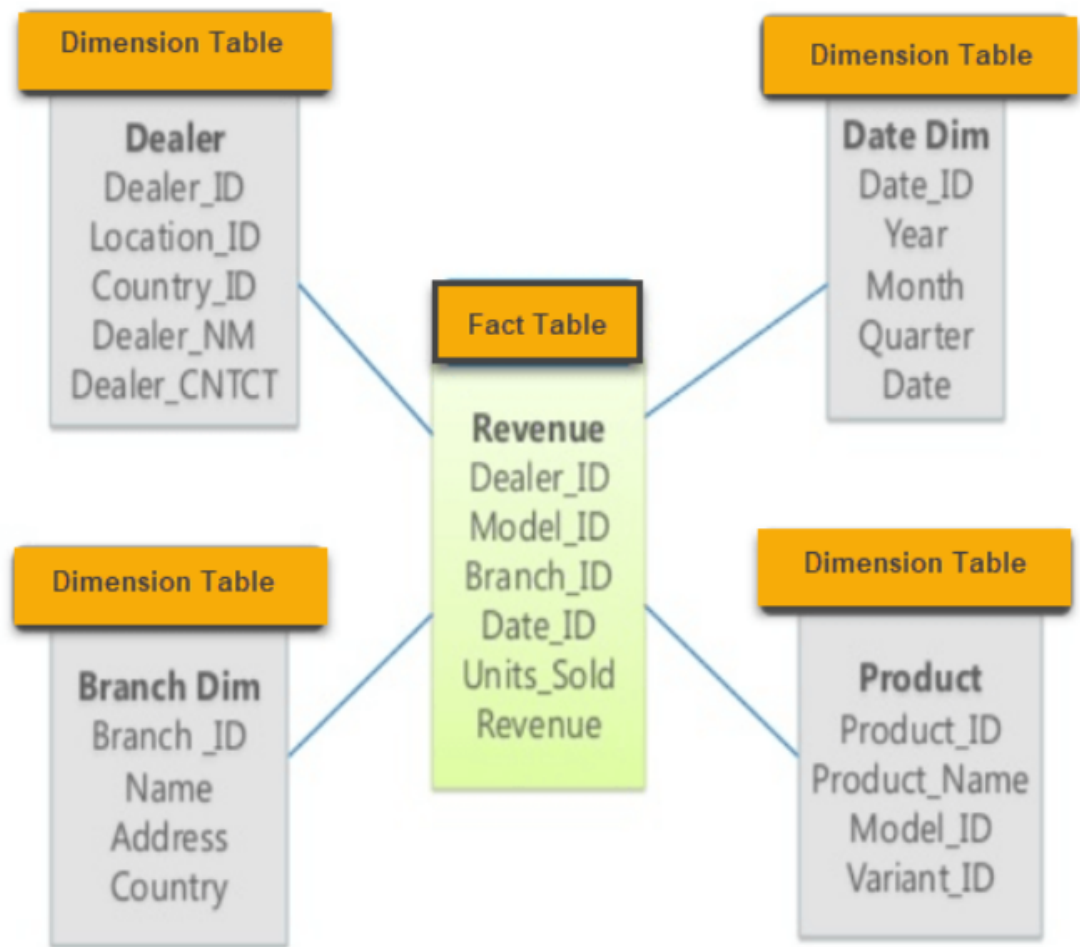 Dimension Table
Dealer
Dealer_ID
Location_ID
Country_ID
Dealer_NM
Dealer_CNTCT
Dimension Table
Date Dim
Date_ID
Year
Month
Quarter
Date
Fact Table
Revenue
Dealer_ID
Model_ID
Branch_ID
Date_ID
Units_Sold
Revenue
Dimension Table
Branch Dim
Branch _ID
Name
Address
Country
Dimension Table
Product
Product_ID
Product_Name
Model_ID
Variant_ID